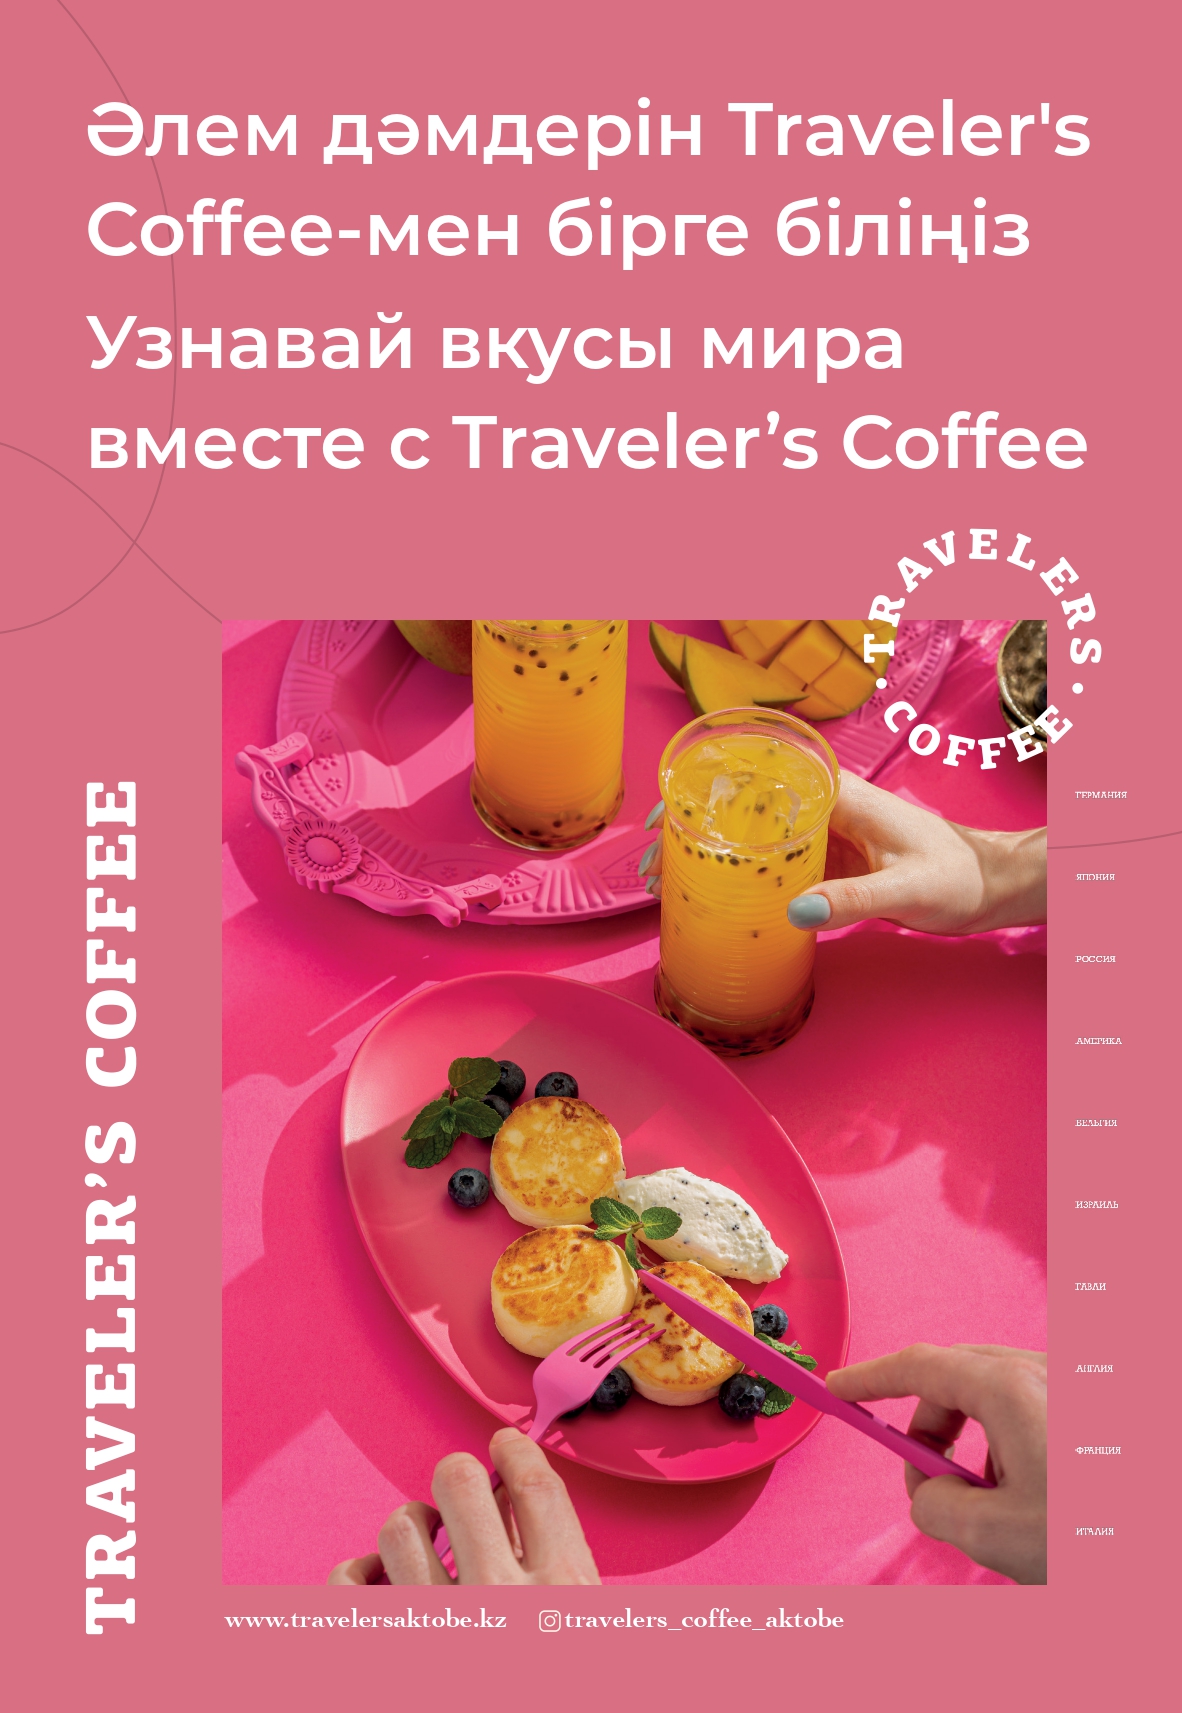 Әлем дәмдерін Traveler's
Coffee-мен бірге біліңіз
Узнавай вкусы мира
вместе с Traveler’s Coffee
TRAVELERS
COFFEE
TRAVELER’S COFFEE
ГЕРМАНИЯ
ЯПОНИЯ
РОССИЯ
АМЕРИКА
БЕЛЬГИЯ
ИЗРАИЛЬ
ГАВАИ
АНГЛИЯ
ФРАНЦИЯ
ИТАЛИЯ
www.travelersaktobe.kz travelers_coffee_aktobe